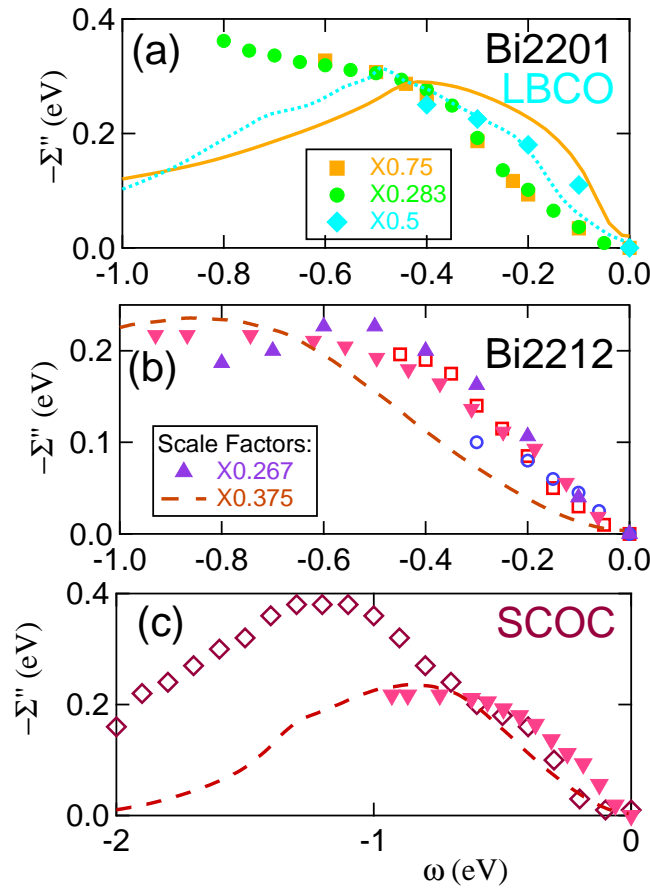 0.4
(a)
Bi2201
LBCO
−Σ" (eV)
0.2
X0.75
X0.283
X0.5
0.0
-1.0 -0.8 -0.6 -0.4 -0.2 0.0
0.2
(b)
Bi2212
−Σ" (eV)
0.1
Scale Factors:
X0.267
X0.375
0.0
-1.0 -0.8 -0.6 -0.4 -0.2 0.0
0.4
(c)
SCOC
−Σ" (eV)
0.2
0.0
-2 -1 0
ω (eV)